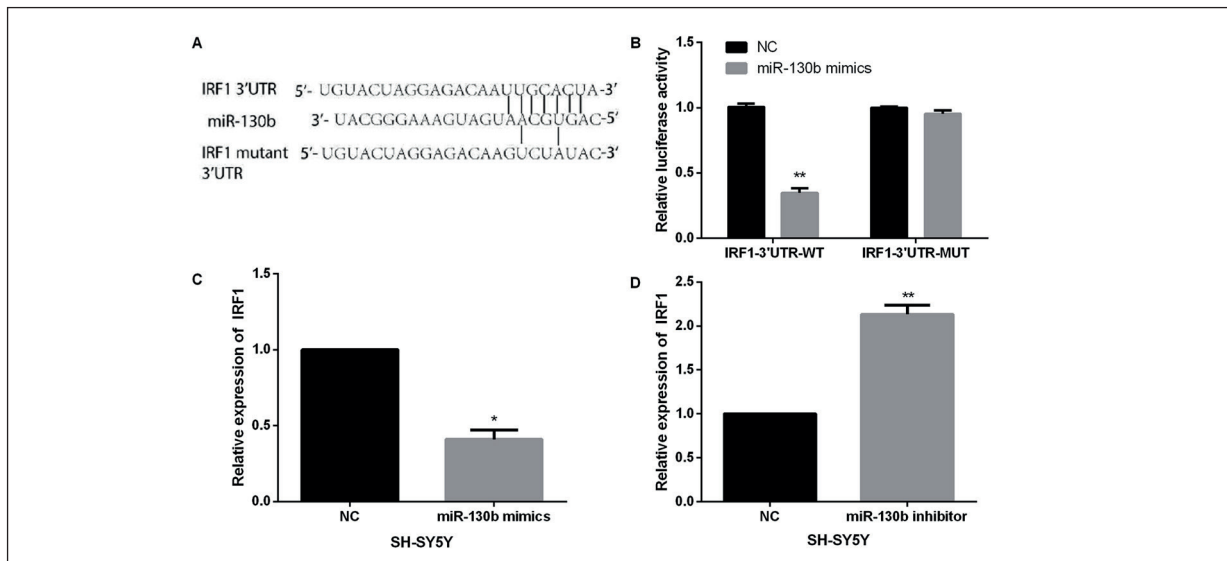 A
IRF1 3'UTR 5'- UGUACUAGGAGACAAUUGCACUA-3'
miR-130b 3'- UACGGGAAAGUAGUAACGUGAC-5'
IRF1 mutant 5'-UGUACUAGGAGACAAGUCUAUAC-3'
3'UTR
B
NC
miR-130b mimics
Relative luciferase activity
1.5
1.0
0.5
0.0
**
IRF1-3'UTR-WT IRF1-3'UTR-MUT
C
Relative expression of IRF1
1.5
1.0
0.5
0.0
*
NC miR-130b mimics
SH-SY5Y
D
Relative expression of IRF1
2.5
2.0
1.5
1.0
0.5
0.0
**
NC miR-130b inhibitor
SH-SY5Y